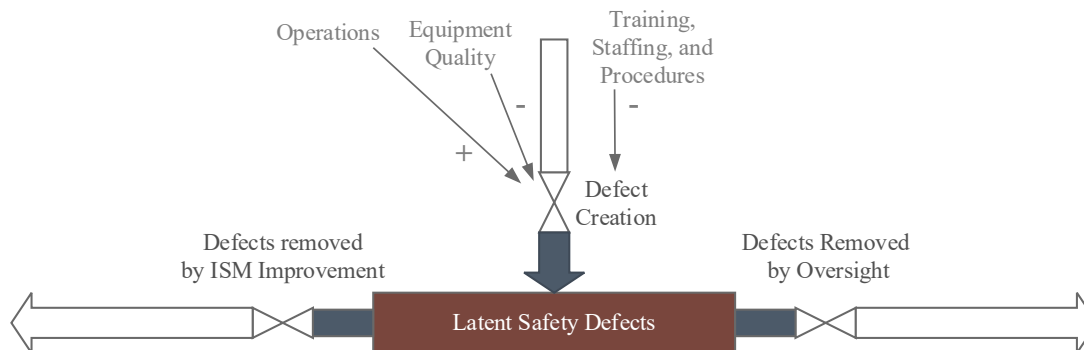 Operations
Equipment
Quality
Training,
Staffing, and
Procedures
-
-
+
Defect
Creation
Defects removed
by ISM Improvement
Defects Removed
by Oversight
Latent Safety Defects